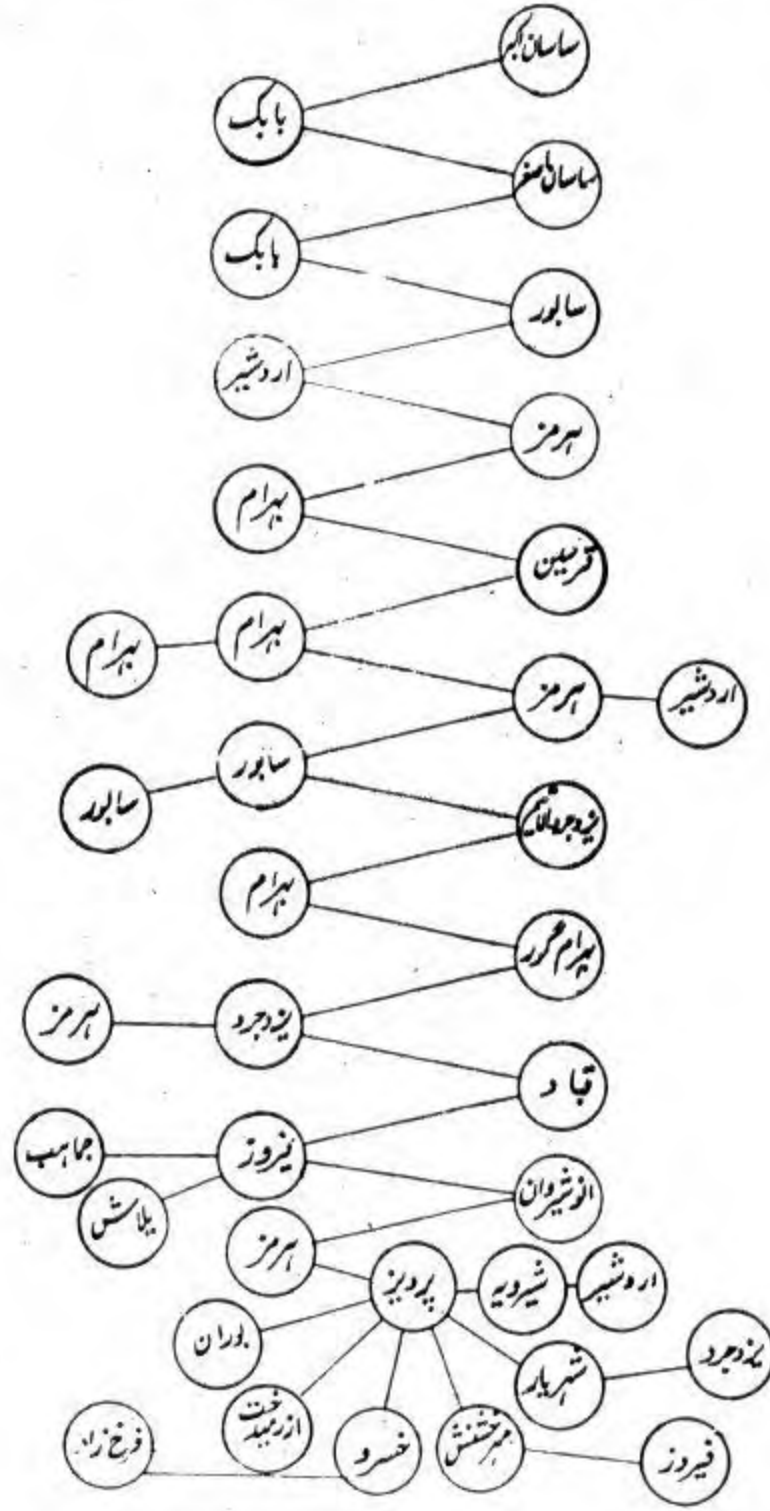 ساسان اکبر
بابک
ساسان اصغر
بابک
سابور
اردشیر
هرمز
بهرام
بهرام
بهرام
هرمز
اردشیر
سابور
سابور
یزدجرد الاثیم
بهرام
بهرام گور
یزدجرد
هرمز
قباد
فیروز
جماسب
بلاش
انوشیروان
هرمز
پرویز
شیرویه
اردشیر
بوران
شهریار
یزدجرد
ازرمیدخت
خسرو
فرخ زاد
فیروز